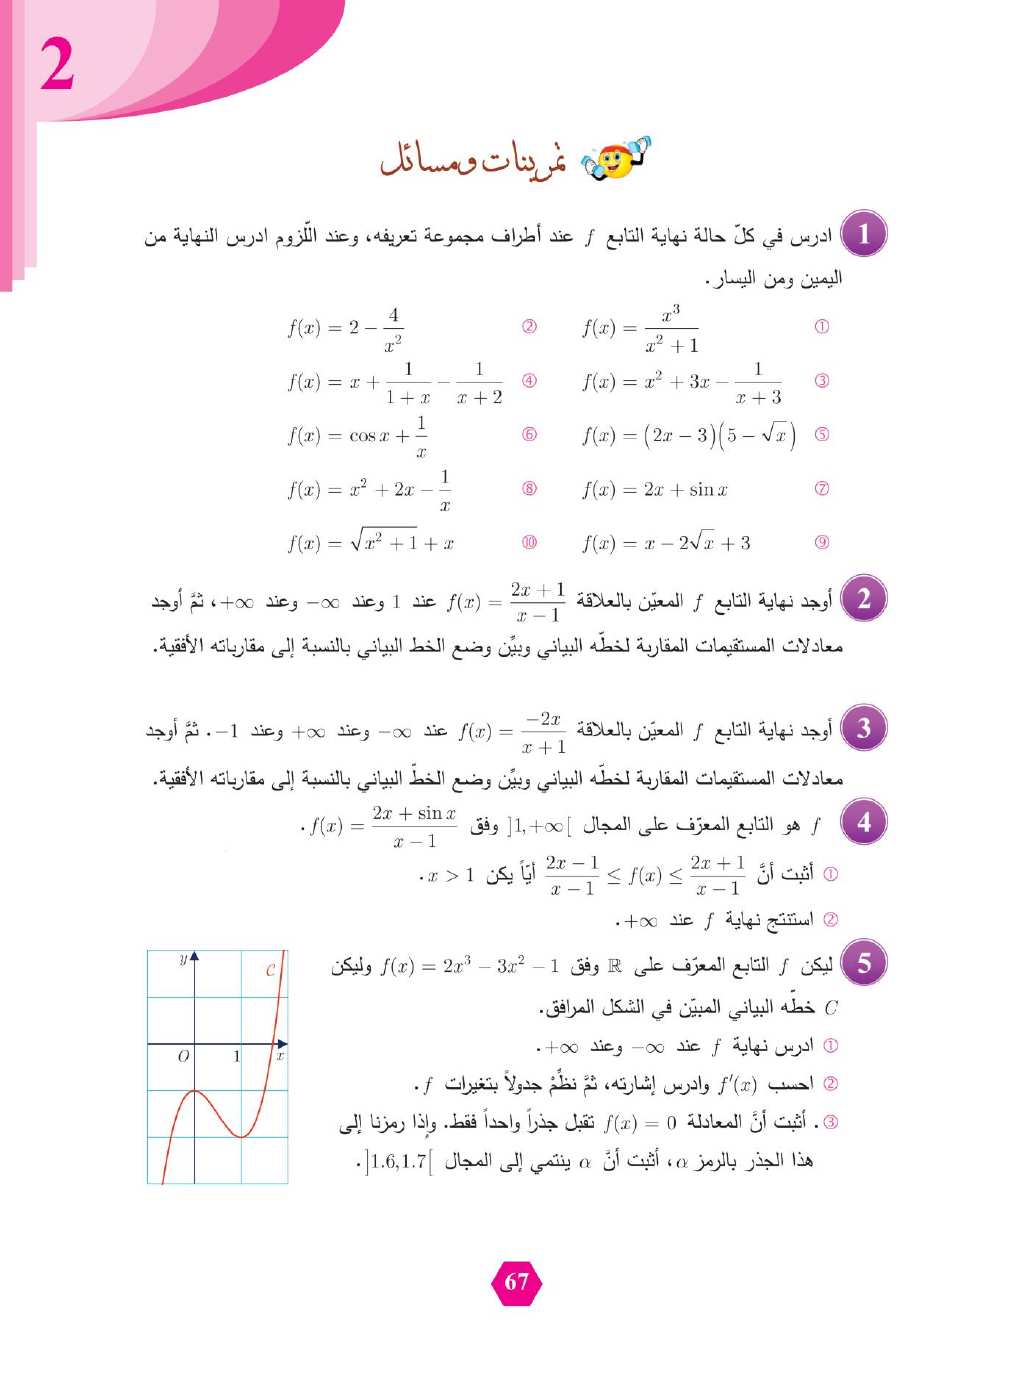 2
تمرينات ومسائل
1 ادرس في كلّ حالة نهاية التابع f عند أطراف مجموعة تعريفه، وعند اللّزوم ادرس النهاية من
اليمين ومن اليسار.
① f(x) = x³/(x² + 1) ② f(x) = 2 − 4/x²
③ f(x) = x² + 3x − 1/(x + 3) ④ f(x) = x + 1/(1 + x) − 1/(x + 2)
⑤ f(x) = (2x − 3)(5 − √x) ⑥ f(x) = cos x + 1/x
⑦ f(x) = 2x + sin x ⑧ f(x) = x² + 2x − 1/x
⑨ f(x) = x − 2√x + 3 ⑩ f(x) = √(x² + 1) + x
2 أوجد نهاية التابع f المعيّن بالعلاقة f(x) = (2x + 1)/(x − 1) عند 1 وعند −∞ وعند +∞، ثمَّ أوجد
معادلات المستقيمات المقاربة لخطّه البياني وبيِّن وضع الخط البياني بالنسبة إلى مقارباته الأفقية.
3 أوجد نهاية التابع f المعيّن بالعلاقة f(x) = −2x/(x + 1) عند −∞ وعند +∞ وعند −1. ثمَّ أوجد
معادلات المستقيمات المقاربة لخطّه البياني وبيِّن وضع الخطّ البياني بالنسبة إلى مقارباته الأفقية.
4 f هو التابع المعرّف على المجال ]1,+∞[ وفق f(x) = (2x + sin x)/(x − 1).
① أثبت أنَّ (2x − 1)/(x − 1) ≤ f(x) ≤ (2x + 1)/(x − 1) أيّاً يكن x > 1.
② استنتج نهاية f عند +∞.
5 ليكن f التابع المعرّف على ℝ وفق f(x) = 2x³ − 3x² − 1 وليكن
C خطّه البياني المبيّن في الشكل المرافق.
① ادرس نهاية f عند −∞ وعند +∞.
② احسب f′(x) وادرس إشارته، ثمَّ نظِّمْ جدولاً بتغيرات f.
③. أثبت أنَّ المعادلة f(x) = 0 تقبل جذراً واحداً فقط. وإذا رمزنا إلى
هذا الجذر بالرمز α، أثبت أنَّ α ينتمي إلى المجال ]1.6,1.7[.
y
C
O 1 x
67